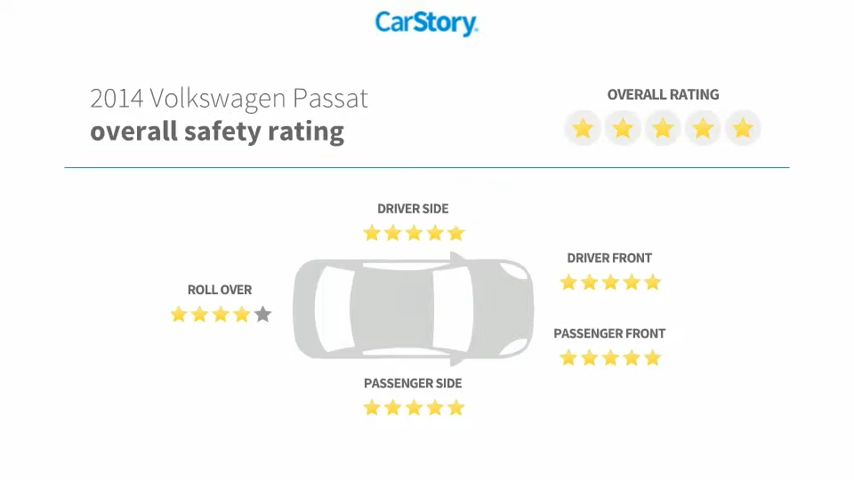 CarStory.
2014 Volkswagen Passat
overall safety rating
OVERALL RATING
DRIVER SIDE
DRIVER FRONT
ROLL OVER
PASSENGER FRONT
PASSENGER SIDE